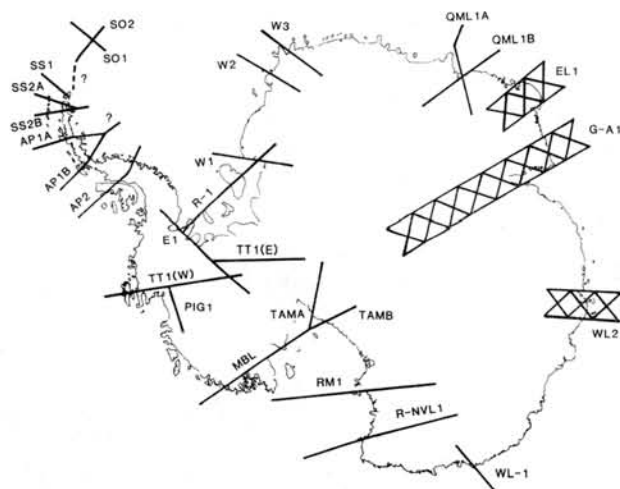 SO2
QML1A
W3
QML1B
SO1
SS1
?
W2
EL1
SS2A
SS2B
?
G-A1
AP1A
W1
AP1B
R-1
AP2
E1
TT1(E)
TT1(W)
PIG1
TAMA
TAMB
WL2
MBL
RM1
R-NVL1
WL-1